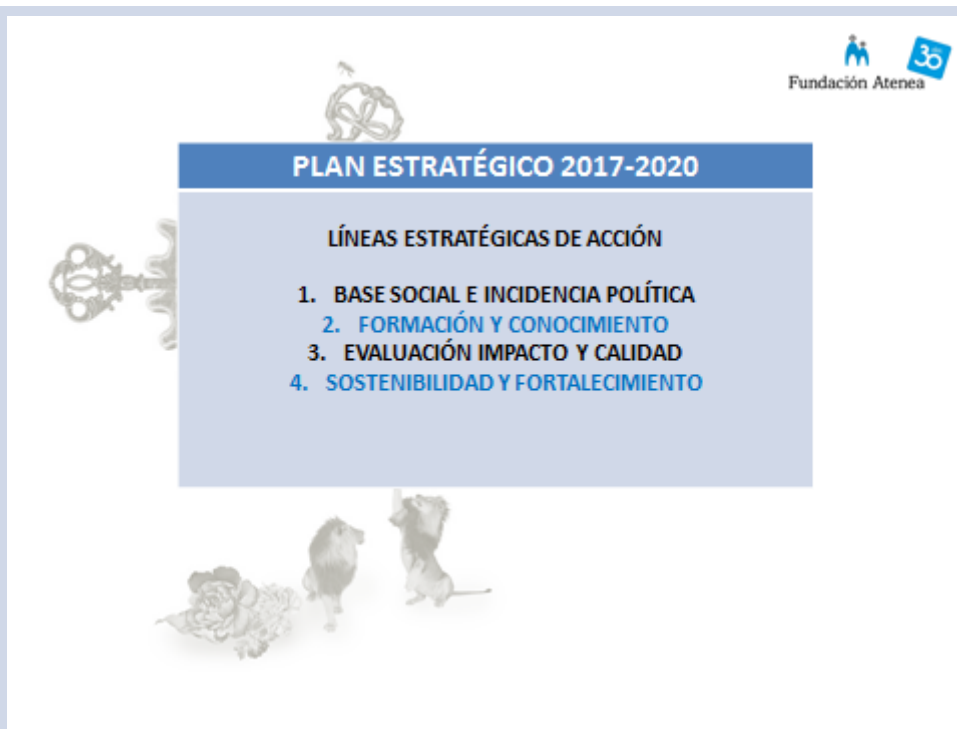 30
Fundación Atenea
PLAN ESTRATÉGICO 2017-2020
LÍNEAS ESTRATÉGICAS DE ACCIÓN
1. BASE SOCIAL E INCIDENCIA POLÍTICA
2. FORMACIÓN Y CONOCIMIENTO
3. EVALUACIÓN IMPACTO Y CALIDAD
4. SOSTENIBILIDAD Y FORTALECIMIENTO